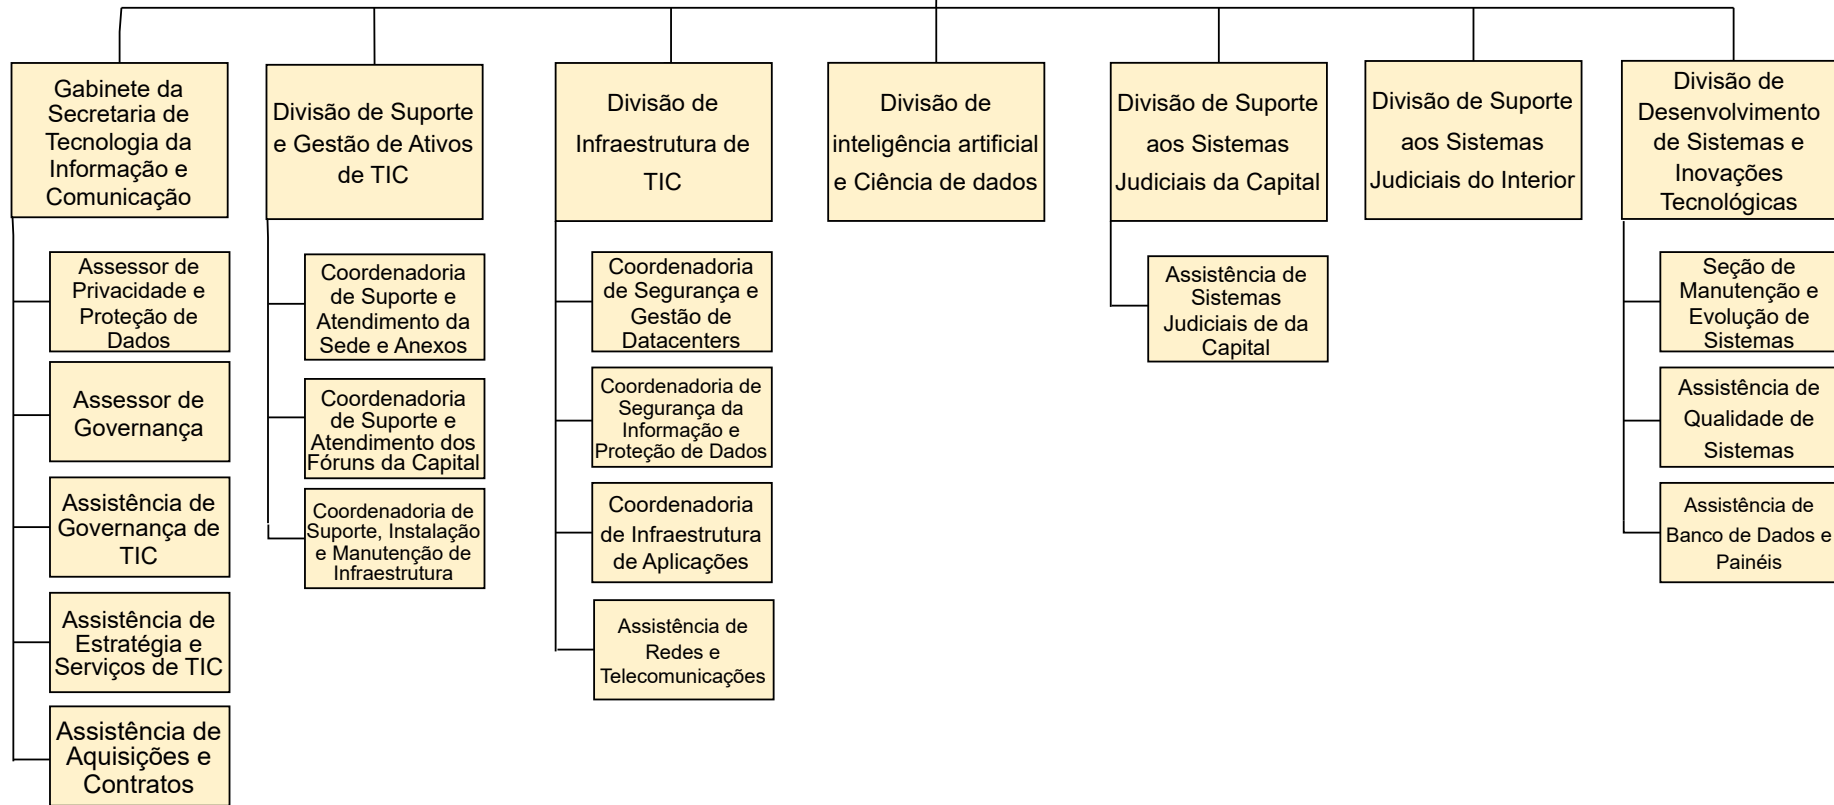 Gabinete da
Secretaria de
Tecnologia da
Informação e
Comunicação
Divisão de Suporte
e Gestão de Ativos
de TIC
Divisão de
Infraestrutura de
TIC
Divisão de
inteligência artificial
e Ciência de dados
Divisão de Suporte
aos Sistemas
Judiciais da Capital
Divisão de Suporte
aos Sistemas
Judiciais do Interior
Divisão de
Desenvolvimento
de Sistemas e
Inovações
Tecnológicas
Assessor de
Privacidade e
Proteção de
Dados
Assessor de
Governança
Assistência de
Governança de
TIC
Assistência de
Estratégia e
Serviços de TIC
Assistência de
Aquisições e
Contratos
Coordenadoria
de Suporte e
Atendimento da
Sede e Anexos
Coordenadoria
de Suporte e
Atendimento dos
Fóruns da Capital
Coordenadoria de
Suporte, Instalação
e Manutenção de
Infraestrutura
Coordenadoria
de Segurança e
Gestão de
Datacenters
Coordenadoria de
Segurança da
Informação e
Proteção de Dados
Coordenadoria
de Infraestrutura
de Aplicações
Assistência de
Redes e
Telecomunicações
Assistência de
Sistemas
Judiciais de da
Capital
Seção de
Manutenção e
Evolução de
Sistemas
Assistência de
Qualidade de
Sistemas
Assistência de
Banco de Dados e
Painéis